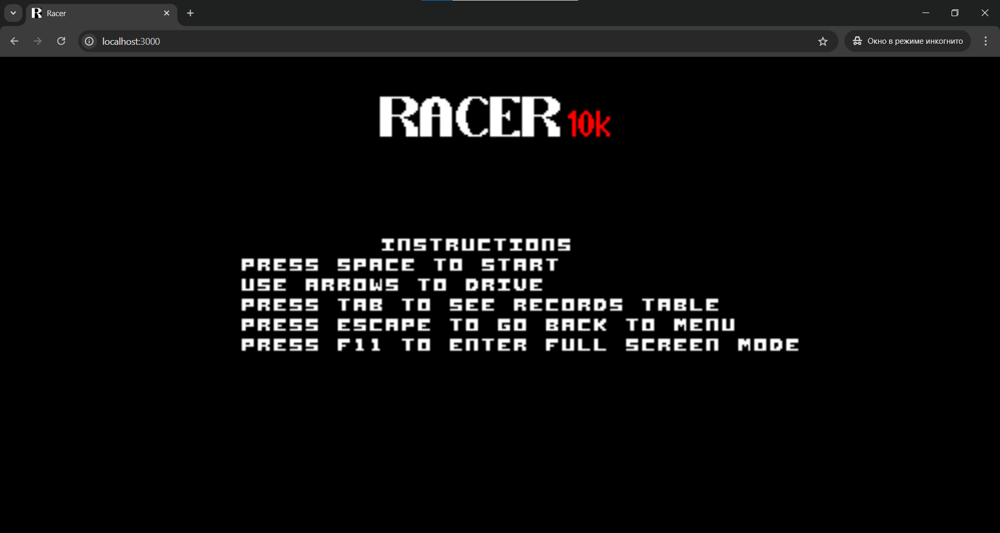 Racer
localhost:3000
Окно в режиме инкогнито
RACER 10k
INSTRUCTIONS
PRESS SPACE TO START
USE ARROWS TO DRIVE
PRESS TAB TO SEE RECORDS TABLE
PRESS ESCAPE TO GO BACK TO MENU
PRESS F11 TO ENTER FULL SCREEN MODE